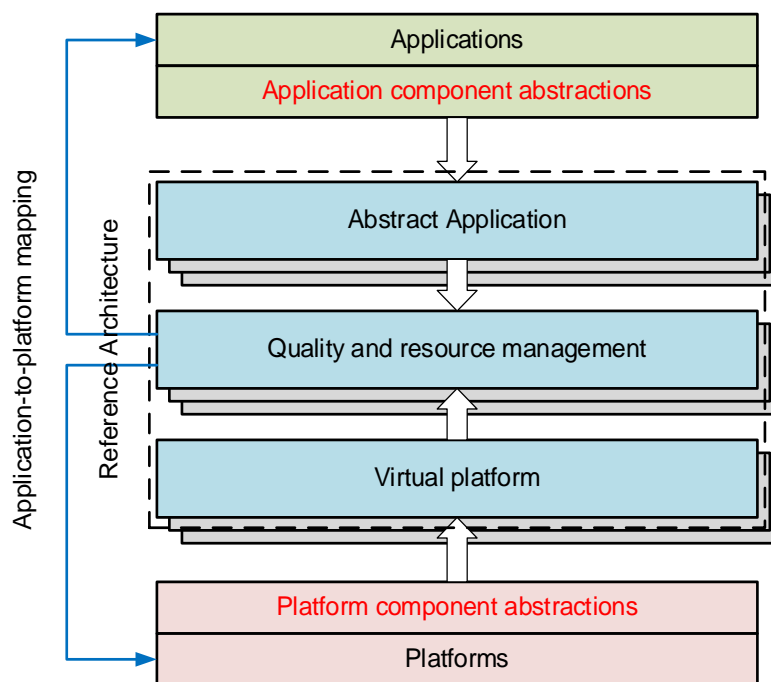 Applications
Application component abstractions
Abstract Application
Quality and resource management
Virtual platform
Platform component abstractions
Platforms
Application-to-platform mapping
Reference Architecture